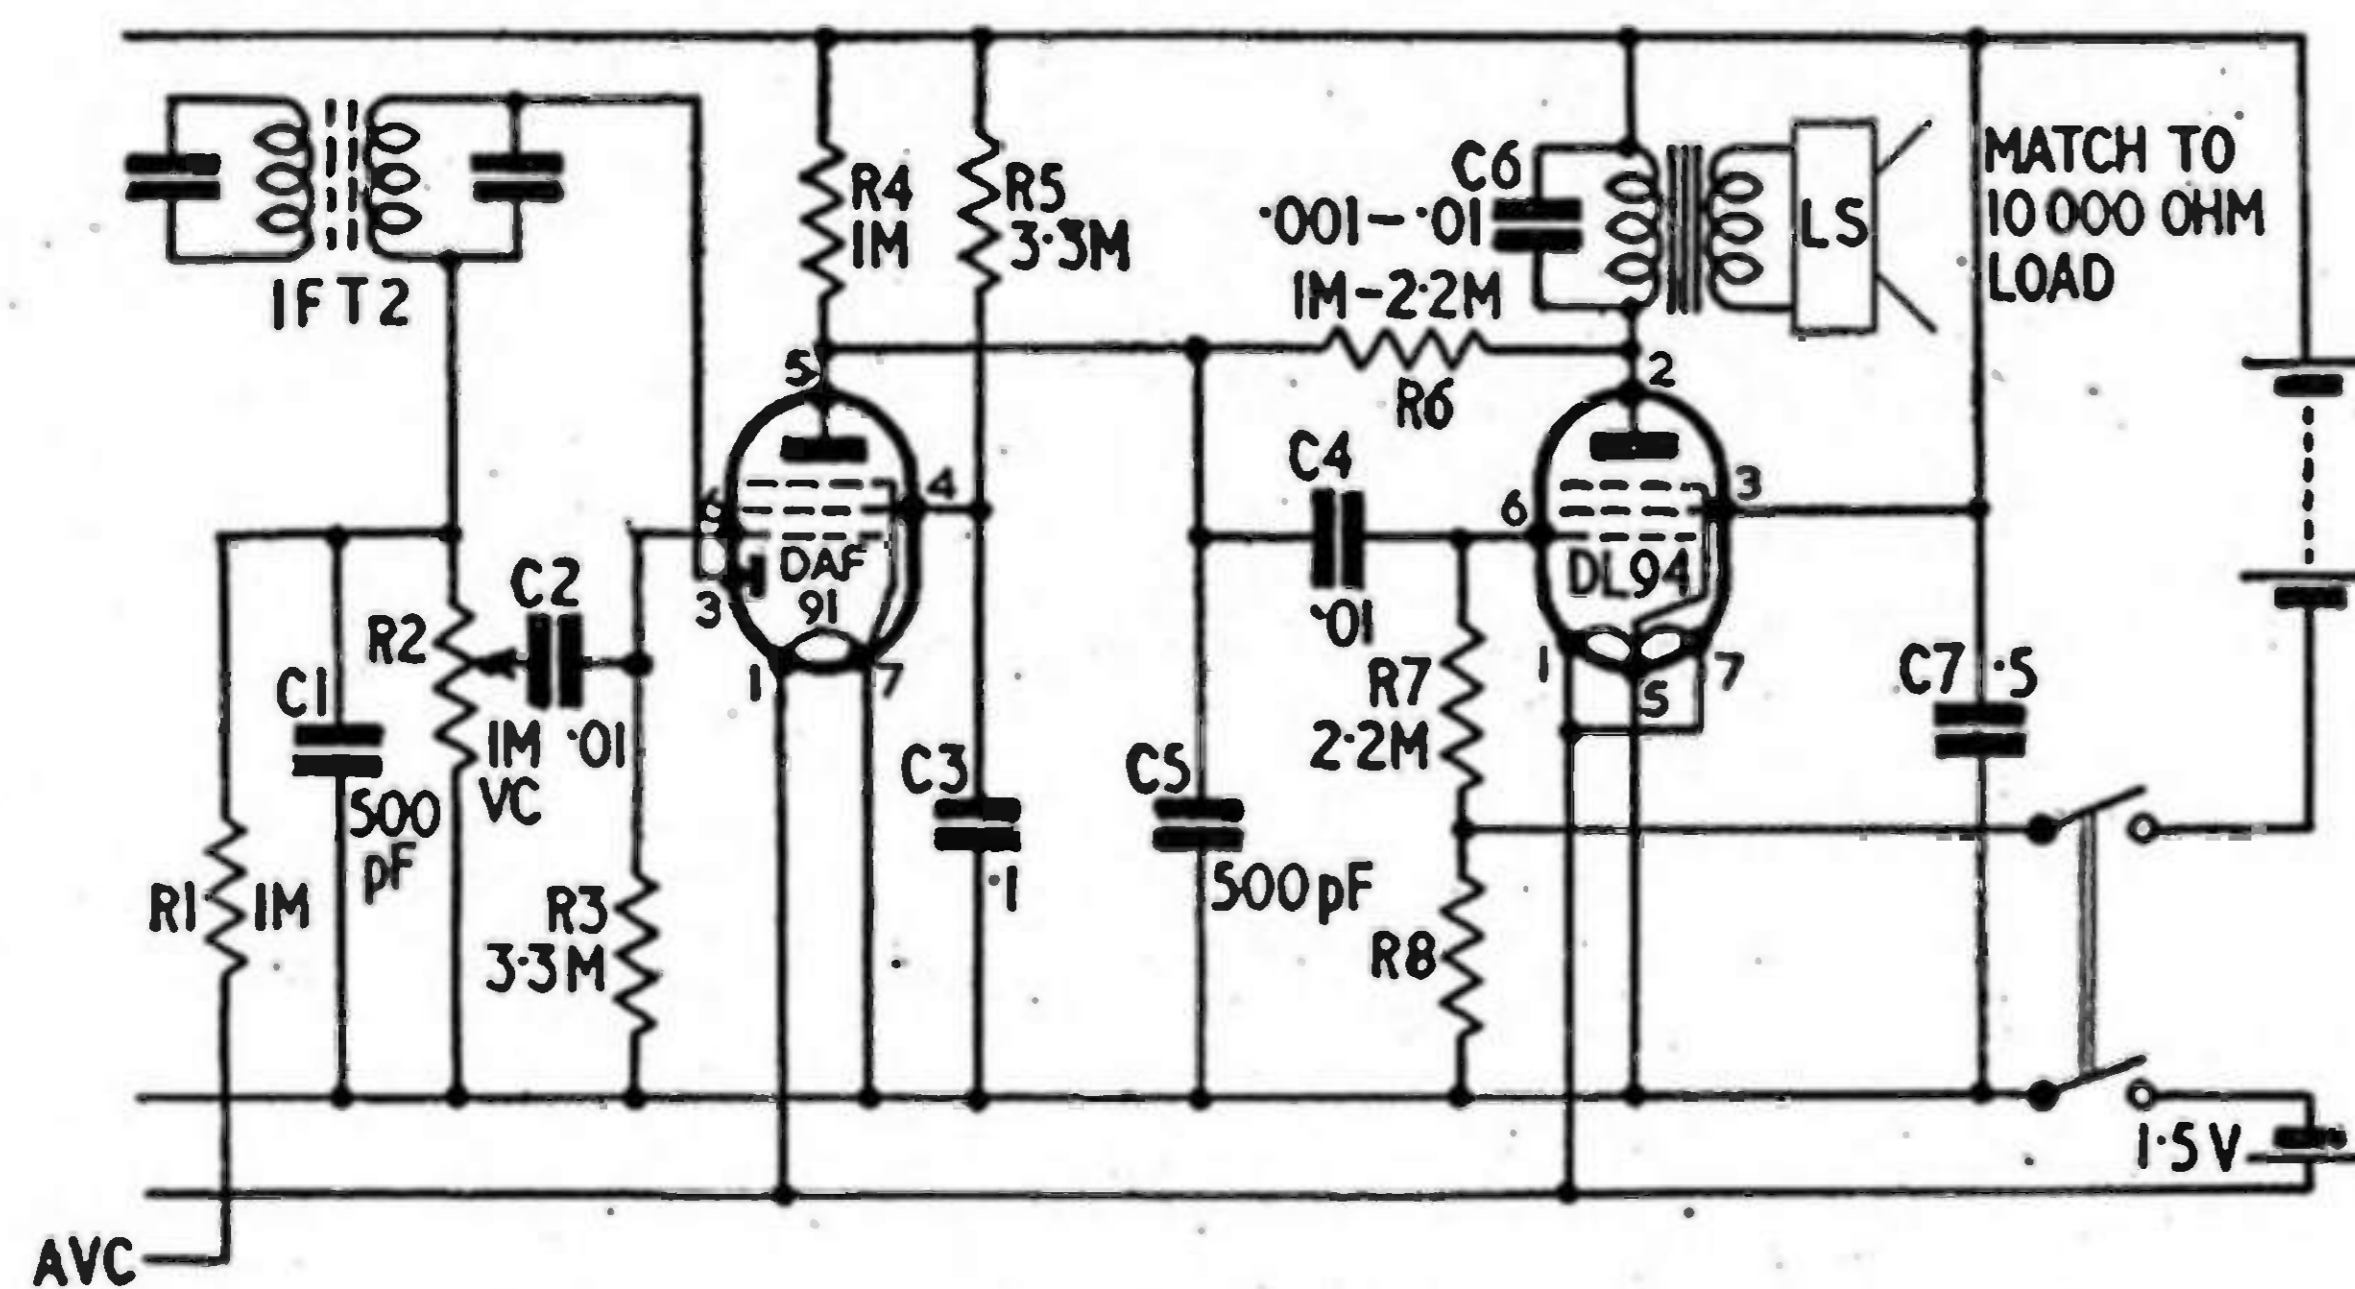 IFT2
R4
1M
R5
3.3M
C6
.001-.01
1M-2.2M
R6
LS
MATCH TO
10 000 OHM
LOAD
5
6
4
3
DAF
91
1
7
2
6
3
DL94
1
5
7
C4
.01
R2
1M
VC
C2
.01
C1
500
pF
R1
1M
R3
3.3M
C3
.1
C5
500pF
R7
2.2M
R8
C7 .5
1.5V
AVC